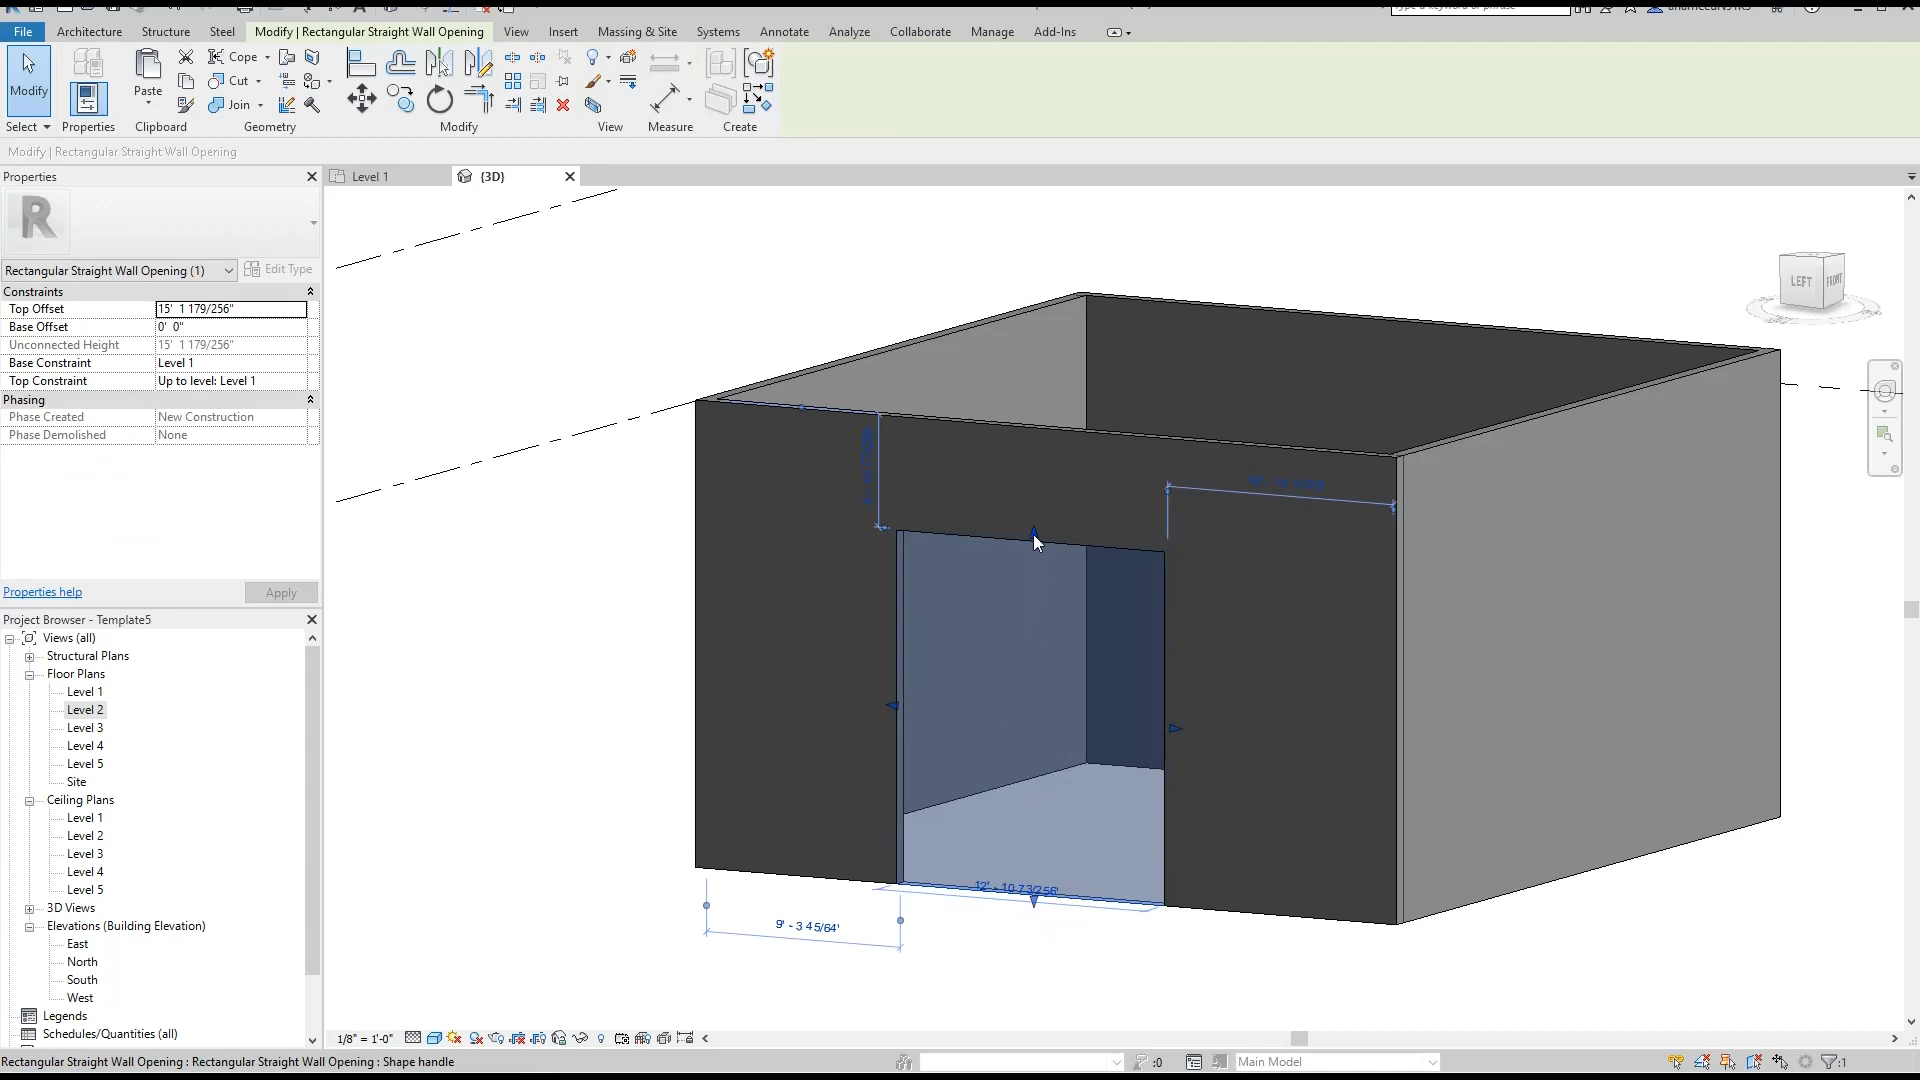 File Architecture Structure Steel Modify | Rectangular Straight Wall Opening View Insert Massing & Site Systems Annotate Analyze Collaborate Manage Add-Ins
Modify
Paste
Cope
Cut
Join
Select Properties Clipboard Geometry Modify View Measure Create
Modify | Rectangular Straight Wall Opening
Properties
Level 1
{3D}
R
Rectangular Straight Wall Opening (1)
Edit Type
Constraints
Top Offset 15' 1 179/256"
Base Offset 0' 0"
Unconnected Height 15' 1 179/256"
Base Constraint Level 1
Top Constraint Up to level: Level 1
Phasing
Phase Created New Construction
Phase Demolished None
Properties help
Apply
Project Browser - Template5
Views (all)
Structural Plans
Floor Plans
Level 1
Level 2
Level 3
Level 4
Level 5
Site
Ceiling Plans
Level 1
Level 2
Level 3
Level 4
Level 5
3D Views
Elevations (Building Elevation)
East
North
South
West
Legends
Schedules/Quantities (all)
LEFT
FRONT
12' - 10 73/256"
9' - 3 45/64"
1/8" = 1'-0"
Rectangular Straight Wall Opening : Rectangular Straight Wall Opening : Shape handle
:0
Main Model
:1